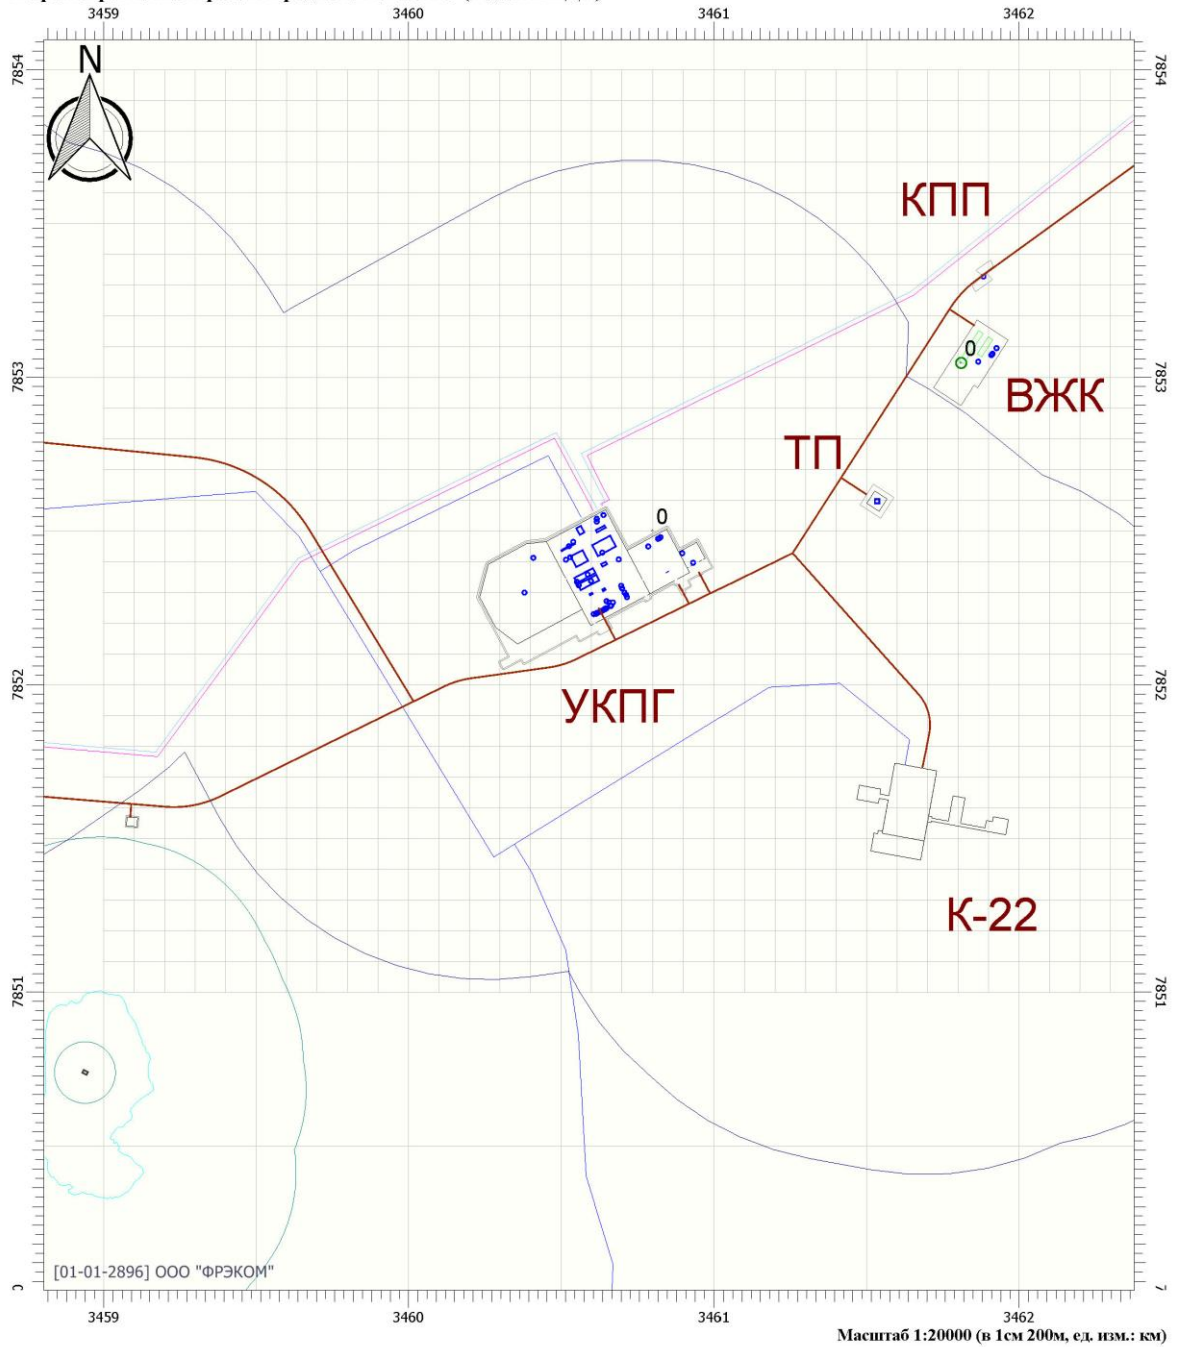 3459 3460 3461 3462
N
7854 7854
КПП
7853 7853
0
ВЖК
ТП
0
7852 7852
УКПГ
К-22
7851 7851
[01-01-2896] ООО "ФРЭКОМ"
3459 3460 3461 3462
Масштаб 1:20000 (в 1см 200м, ед. изм.: км)